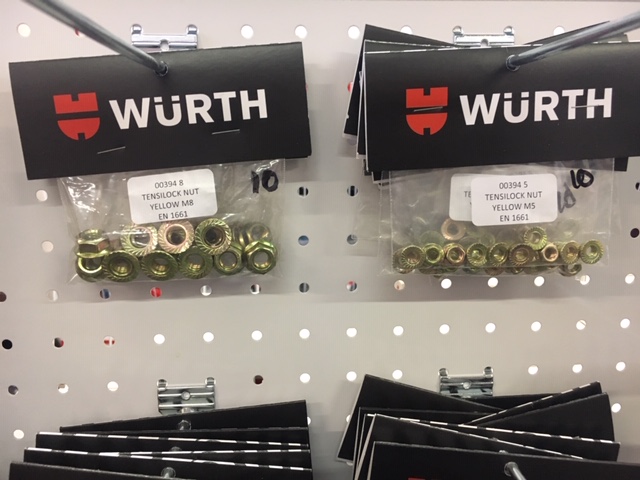 WÜRTH
00394 8
TENSILOCK NUT
YELLOW M8
EN 1661
10
WÜRTH
00394 5
TENSILOCK NUT
YELLOW M5
EN 1661
10